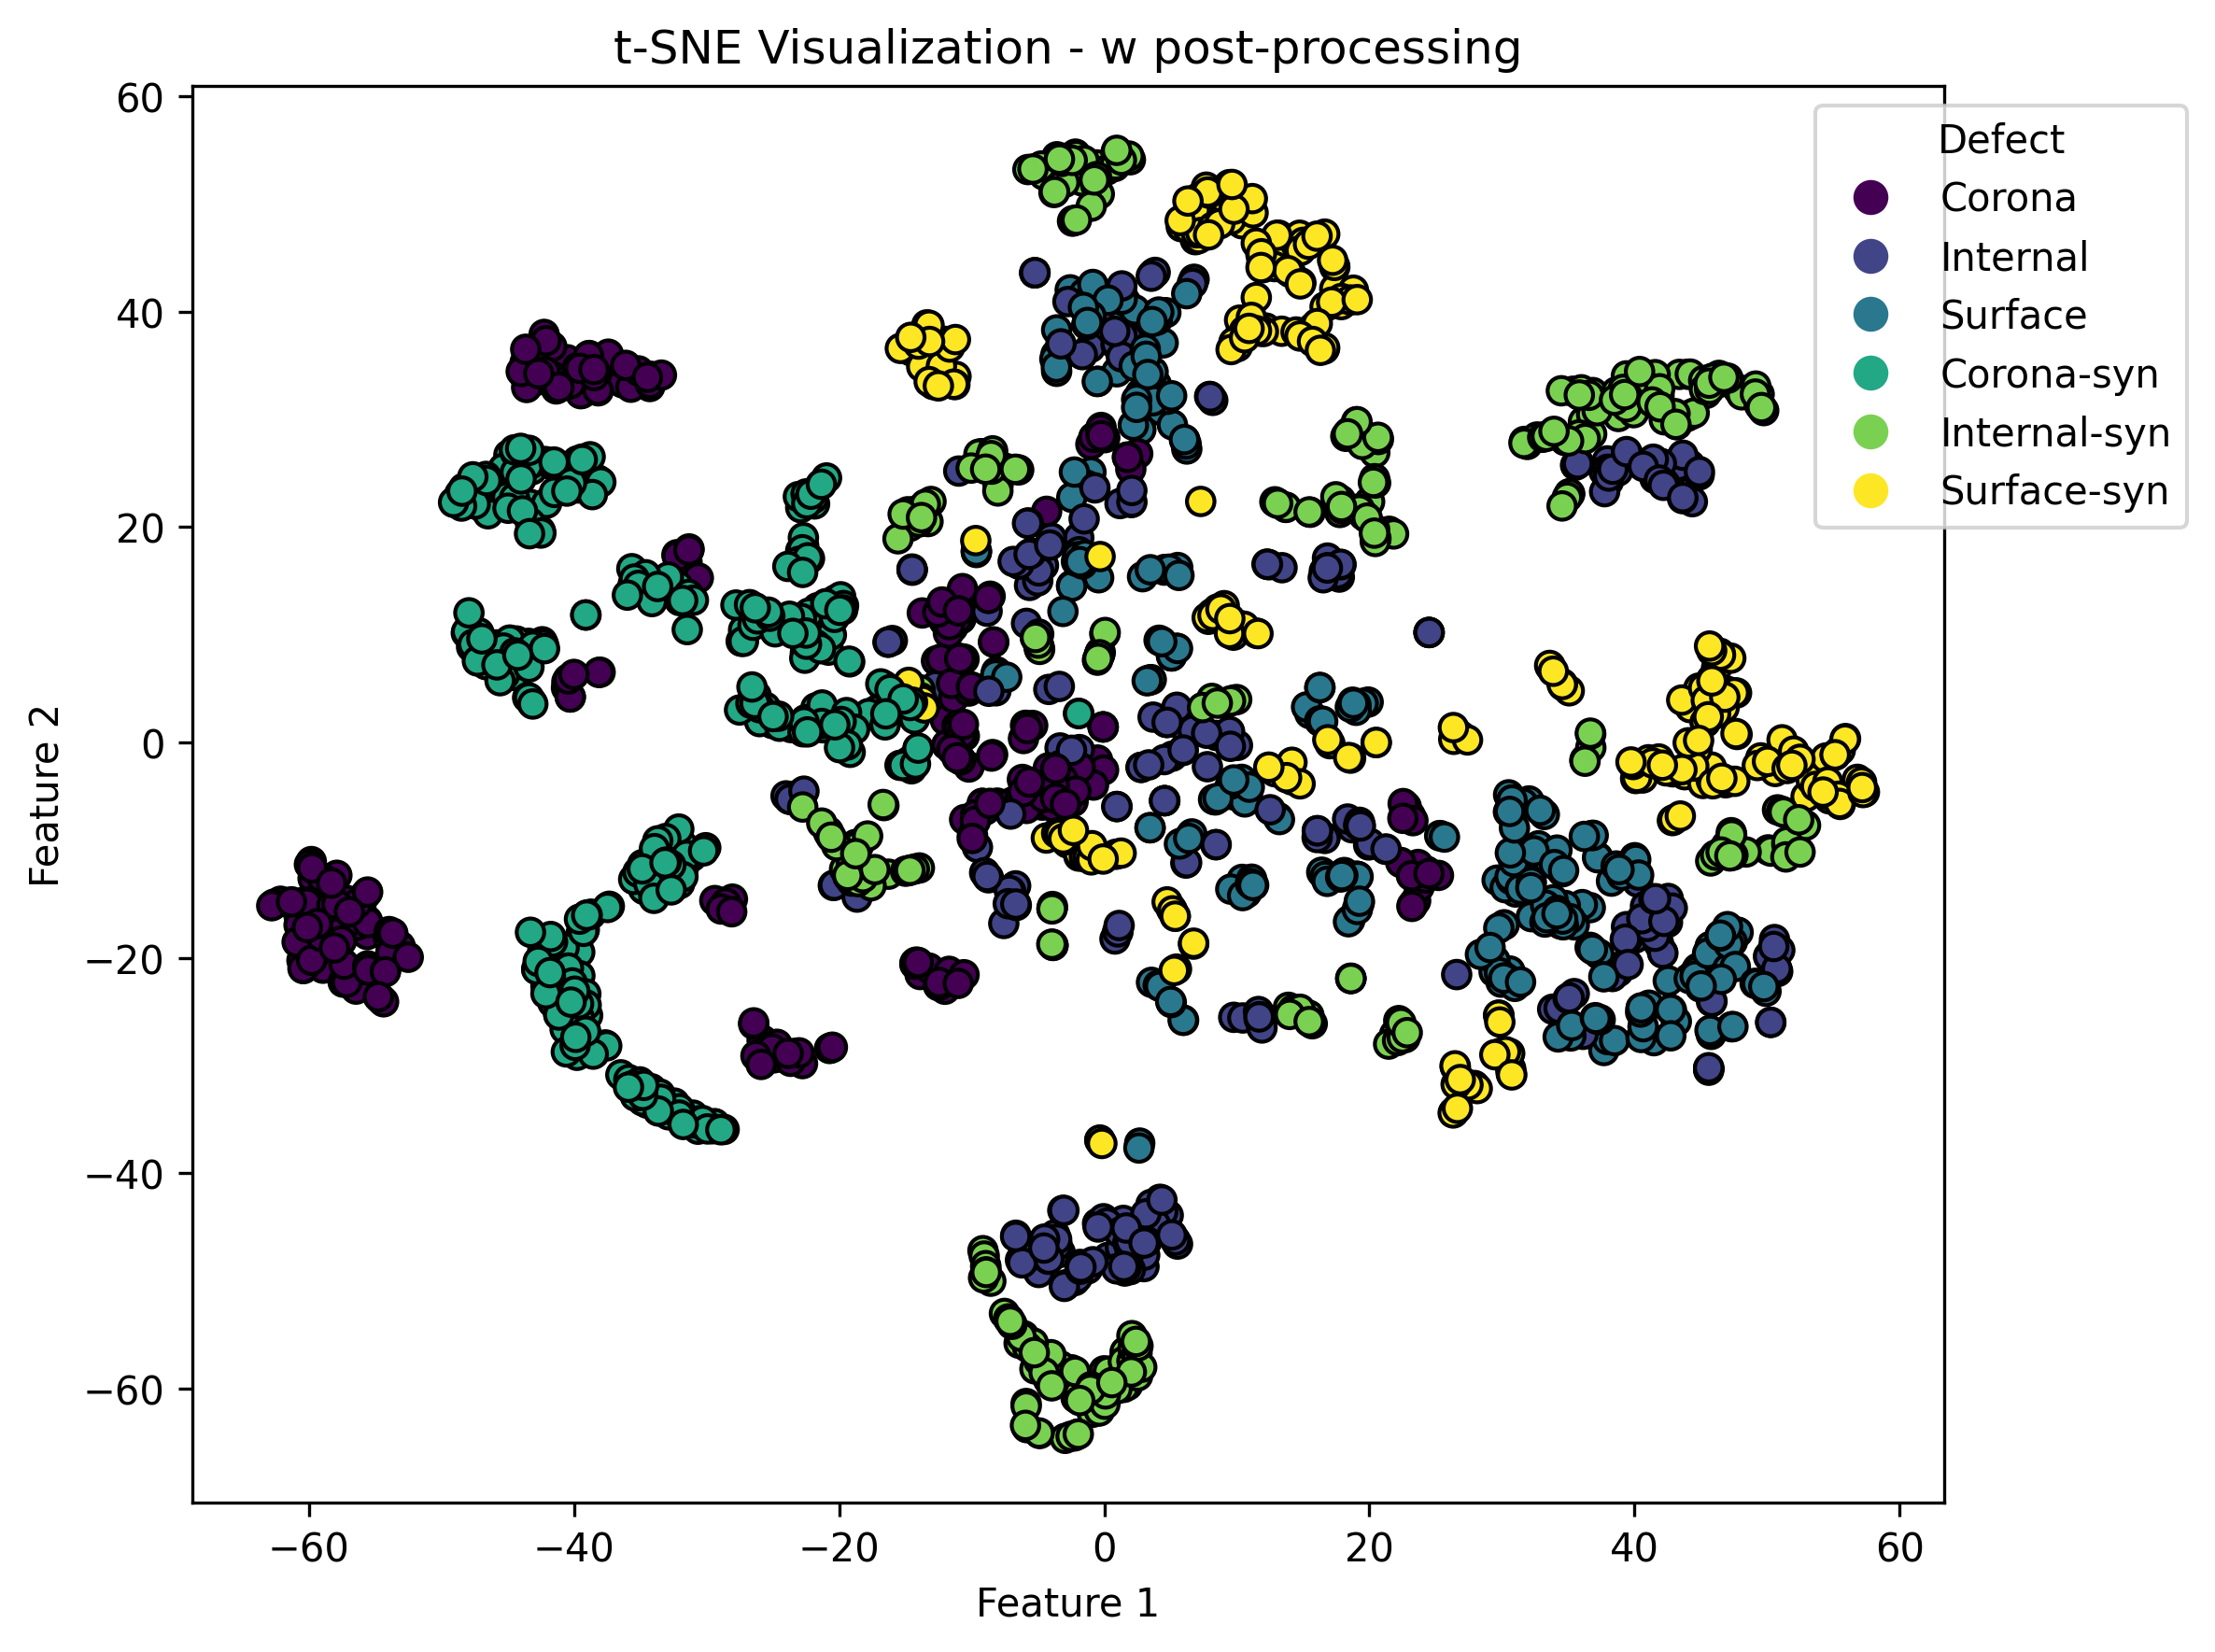 t-SNE Visualization - w post-processing
60
40
20
0
−20
−40
−60
Feature 2
−60
−40
−20
0
20
40
60
Feature 1
Defect
Corona
Internal
Surface
Corona-syn
Internal-syn
Surface-syn